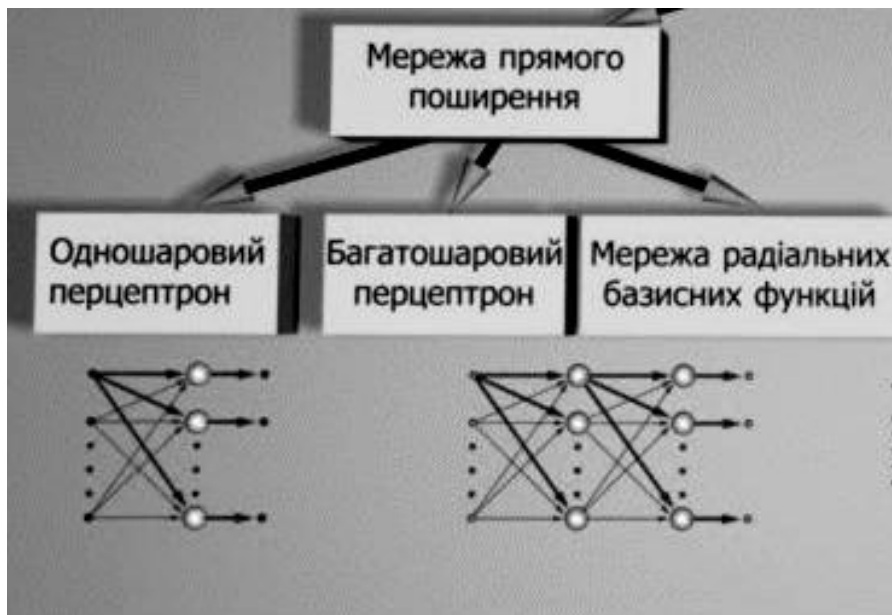 Мережа прямого
поширення
Одношаровий
перцептрон
Багатошаровий
перцептрон
Мережа радіальних
базисних функцій